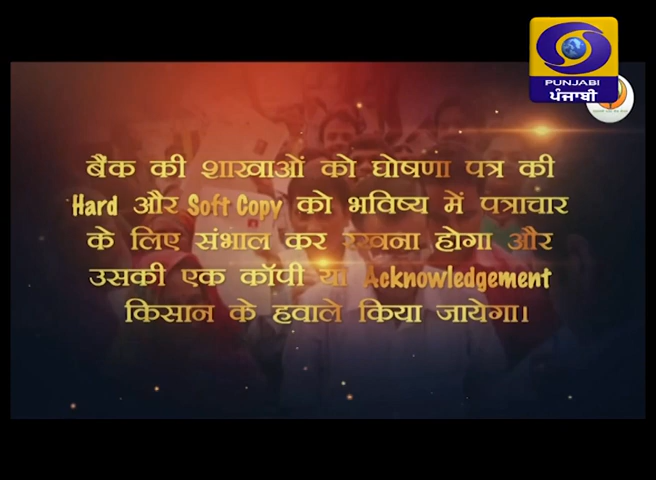 PUNJABI
ਪੰਜਾਬੀ
बैंक की शाखाओं को घोषणा पत्र की
Hard और Soft Copy को भविष्य में पत्राचार
के लिए संभाल कर रखना होगा और
उसकी एक कॉपी या Acknowledgement
किसान के हवाले किया जायेगा।